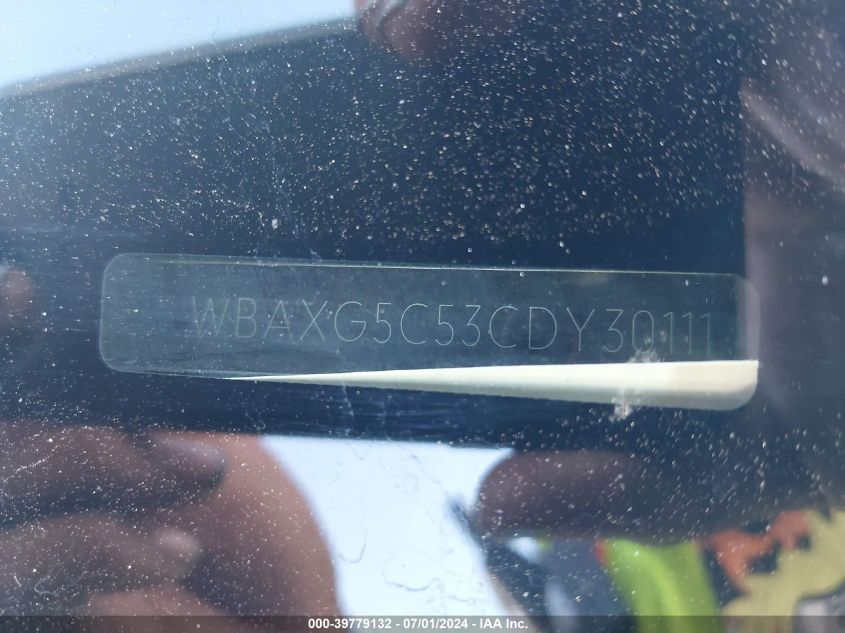 WBAXG5C53CDY30111
000-39779132 - 07/01/2024 - IAA Inc.